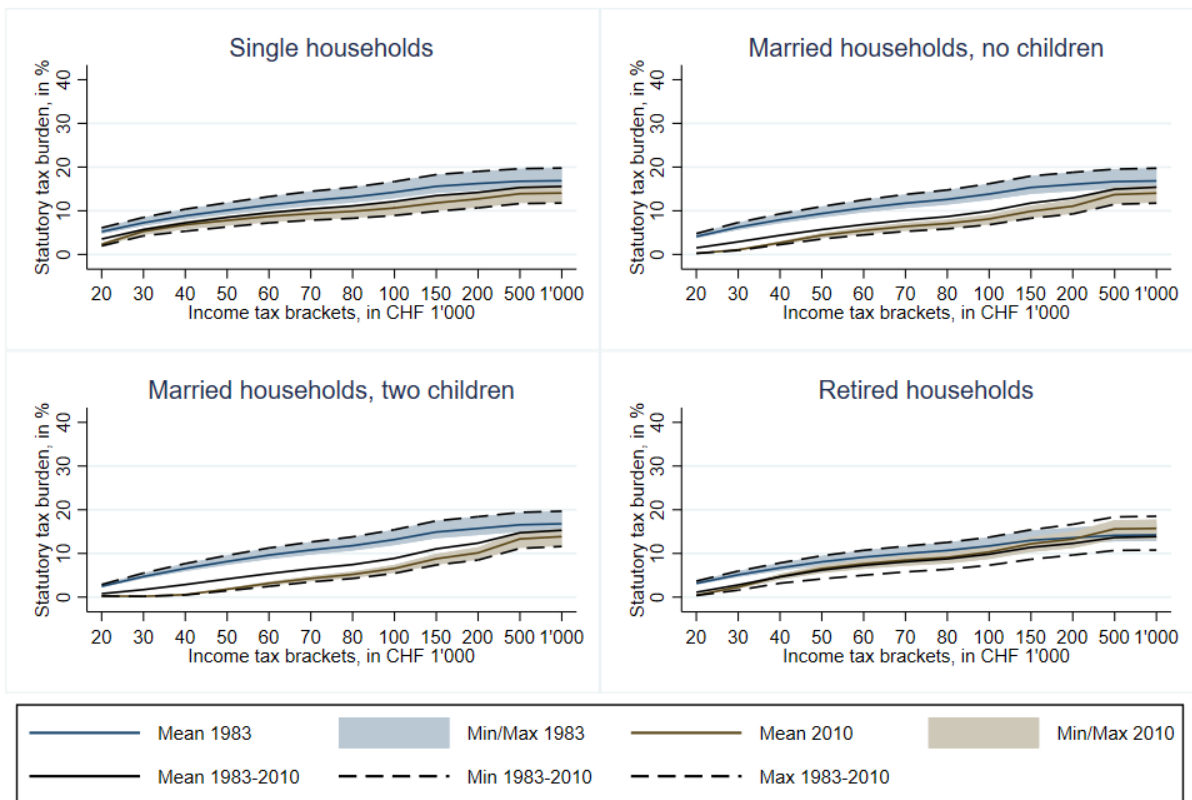 Single households
Statutory tax burden, in %
40
30
20
10
0
20 30 40 50 60 70 80 100 150 200 500 1'000
Income tax brackets, in CHF 1'000
Married households, no children
Statutory tax burden, in %
40
30
20
10
0
20 30 40 50 60 70 80 100 150 200 500 1'000
Income tax brackets, in CHF 1'000
Married households, two children
Statutory tax burden, in %
40
30
20
10
0
20 30 40 50 60 70 80 100 150 200 500 1'000
Income tax brackets, in CHF 1'000
Retired households
Statutory tax burden, in %
40
30
20
10
0
20 30 40 50 60 70 80 100 150 200 500 1'000
Income tax brackets, in CHF 1'000
Mean 1983 Min/Max 1983 Mean 2010 Min/Max 2010
Mean 1983-2010 Min 1983-2010 Max 1983-2010